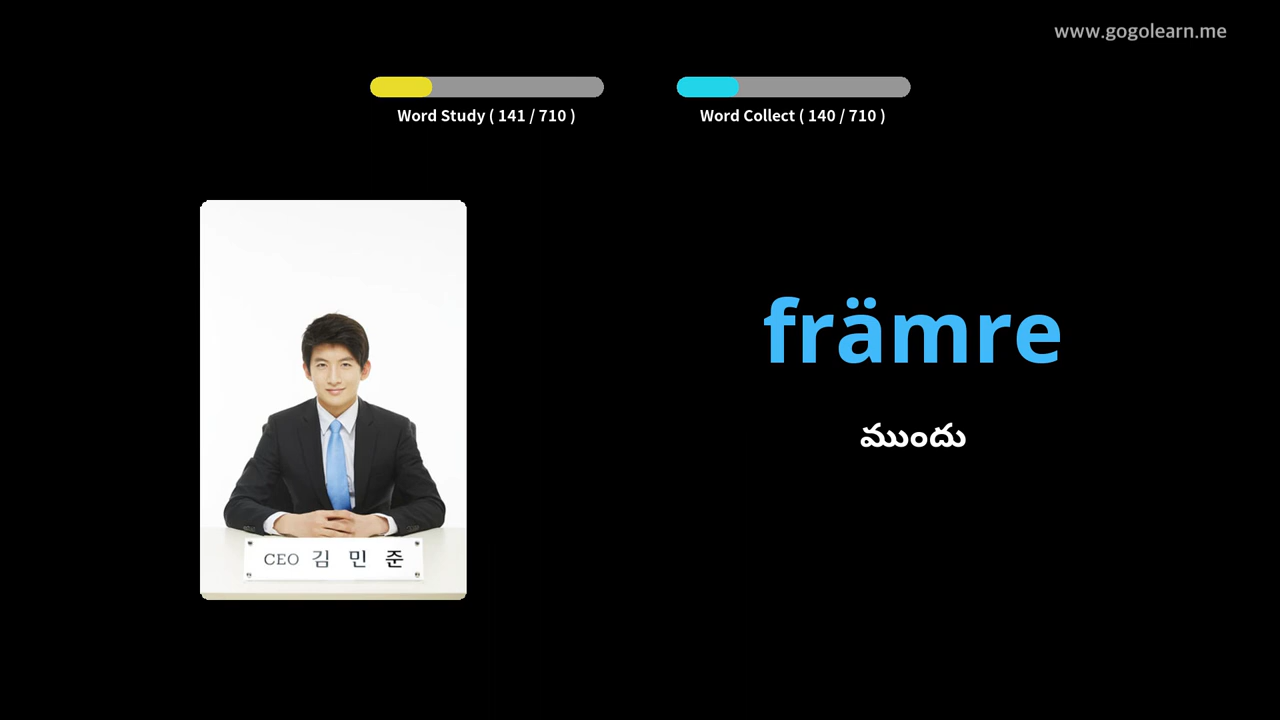 www.gogolearn.me
Word Study ( 141 / 710 )
Word Collect ( 140 / 710 )
främre
ముందు
CEO 김 민 준